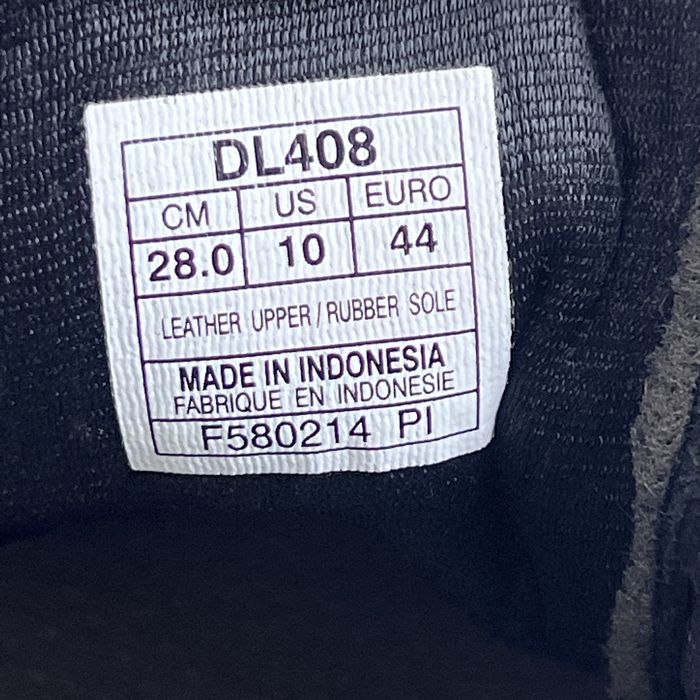 DL408
CM US EURO
28.0 10 44
LEATHER UPPER / RUBBER SOLE
MADE IN INDONESIA
FABRIQUE EN INDONESIE
F580214 PI